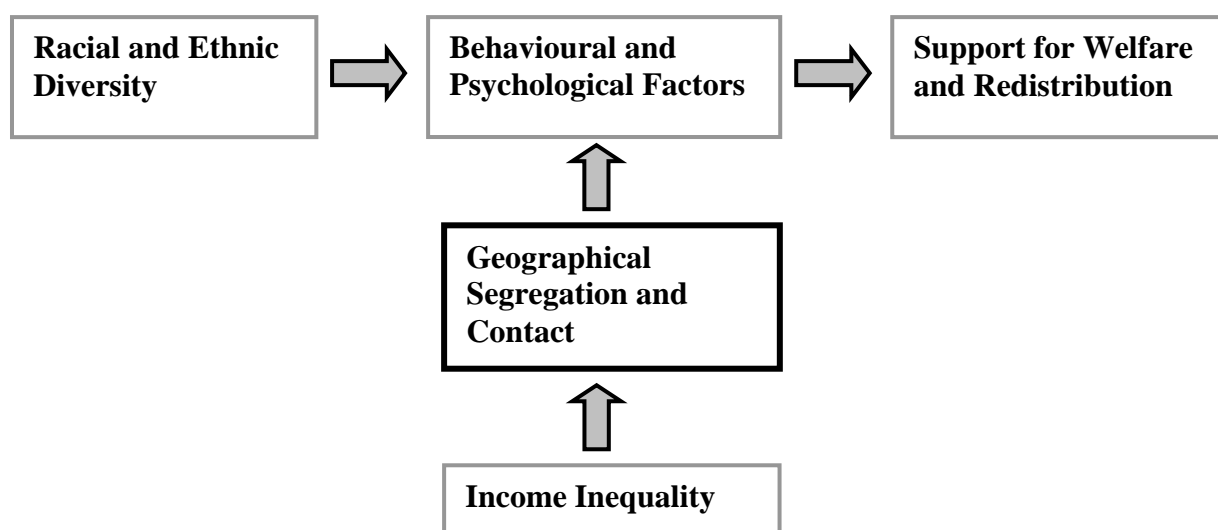 Racial and Ethnic
Diversity
Behavioural and
Psychological Factors
Support for Welfare
and Redistribution
Geographical
Segregation and
Contact
Income Inequality